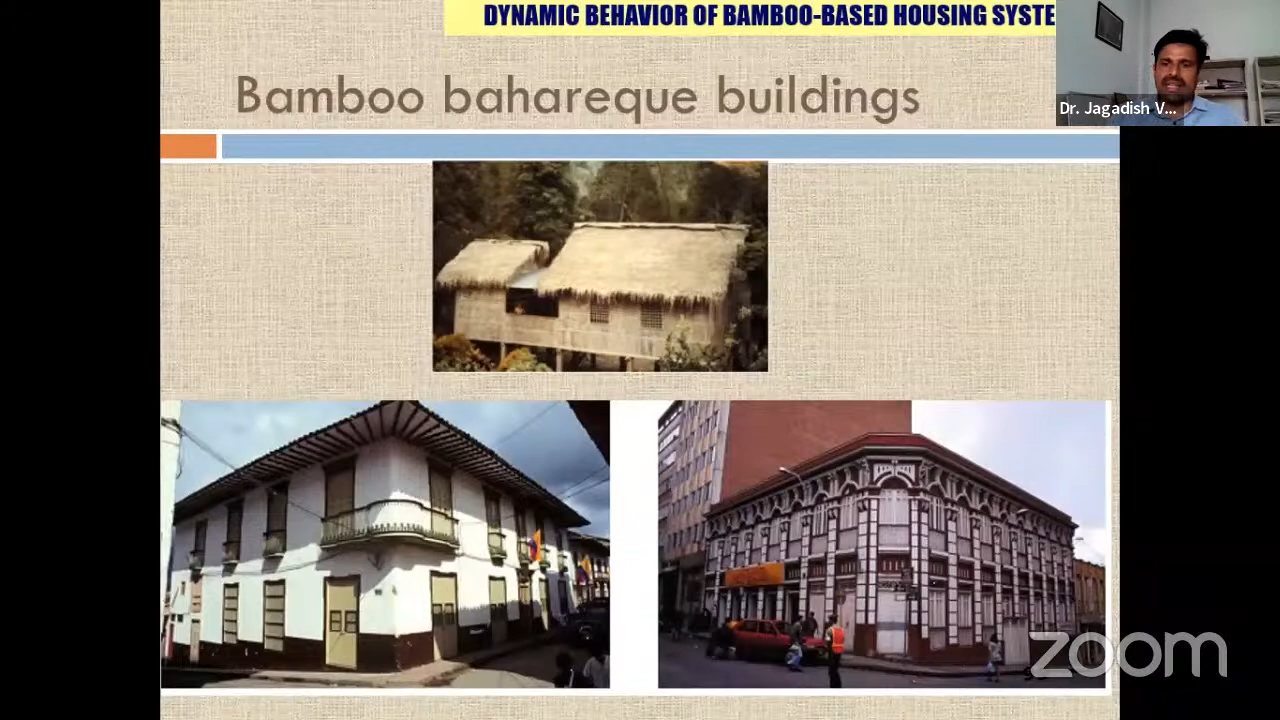 DYNAMIC BEHAVIOR OF BAMBOO-BASED HOUSING SYSTE
Dr. Jagadish V...
Bamboo bahareque buildings
zoom